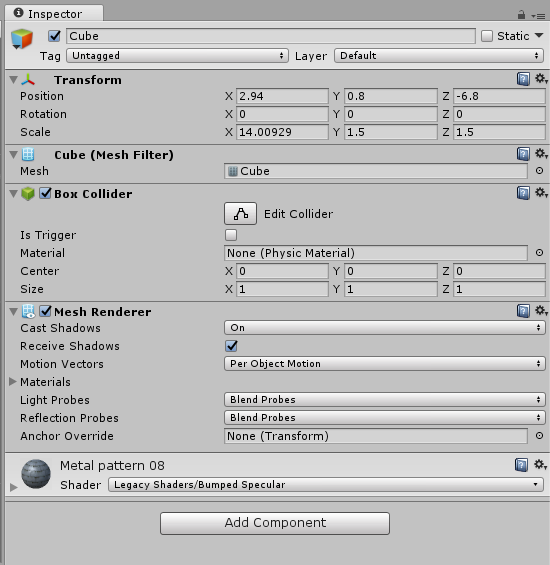 Inspector
Cube Static
Tag Untagged Layer Default
Transform
Position X 2.94 Y 0.8 Z -6.8
Rotation X 0 Y 0 Z 0
Scale X 14.00929 Y 1.5 Z 1.5
Cube (Mesh Filter)
Mesh Cube
Box Collider
Edit Collider
Is Trigger
Material None (Physic Material)
Center X 0 Y 0 Z 0
Size X 1 Y 1 Z 1
Mesh Renderer
Cast Shadows On
Receive Shadows
Motion Vectors Per Object Motion
Materials
Light Probes Blend Probes
Reflection Probes Blend Probes
Anchor Override None (Transform)
Metal pattern 08
Shader Legacy Shaders/Bumped Specular
Add Component